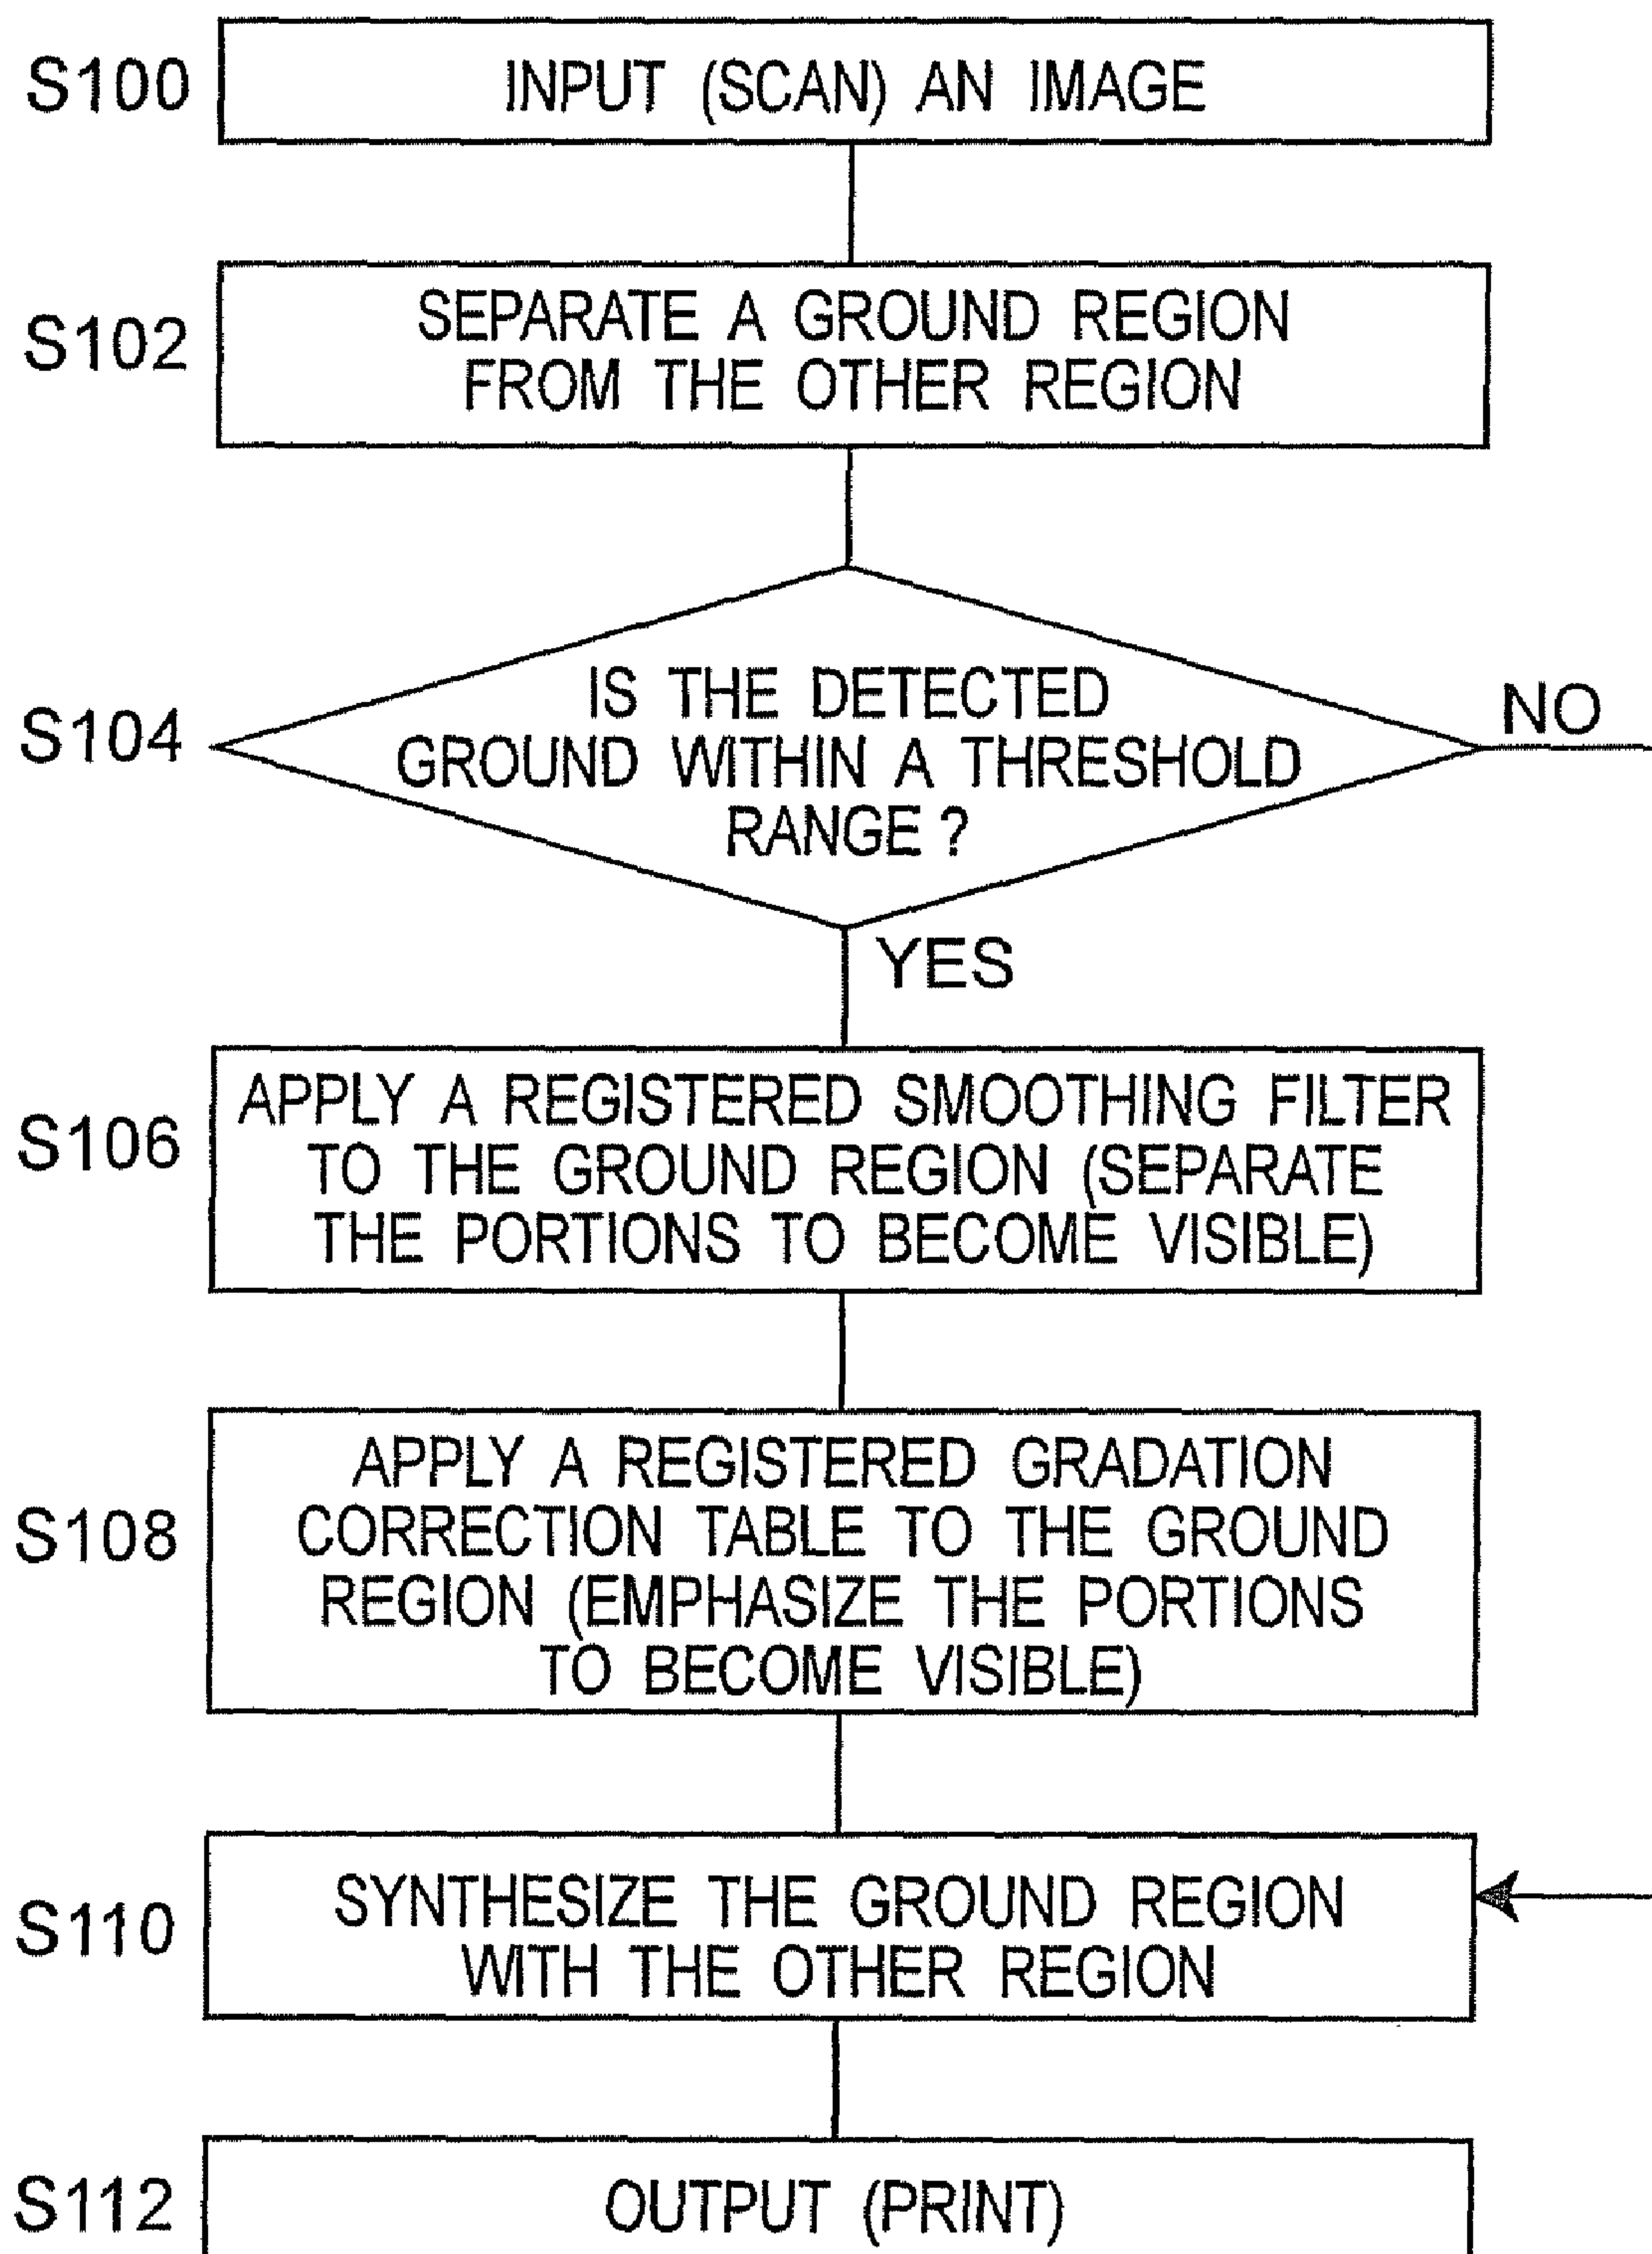 S100
INPUT (SCAN) AN IMAGE
S102
SEPARATE A GROUND REGION
FROM THE OTHER REGION
S104
IS THE DETECTED
GROUND WITHIN A THRESHOLD
RANGE ?
NO
YES
S106
APPLY A REGISTERED SMOOTHING FILTER
TO THE GROUND REGION (SEPARATE
THE PORTIONS TO BECOME VISIBLE)
S108
APPLY A REGISTERED GRADATION
CORRECTION TABLE TO THE GROUND
REGION (EMPHASIZE THE PORTIONS
TO BECOME VISIBLE)
S110
SYNTHESIZE THE GROUND REGION
WITH THE OTHER REGION
S112
OUTPUT (PRINT)